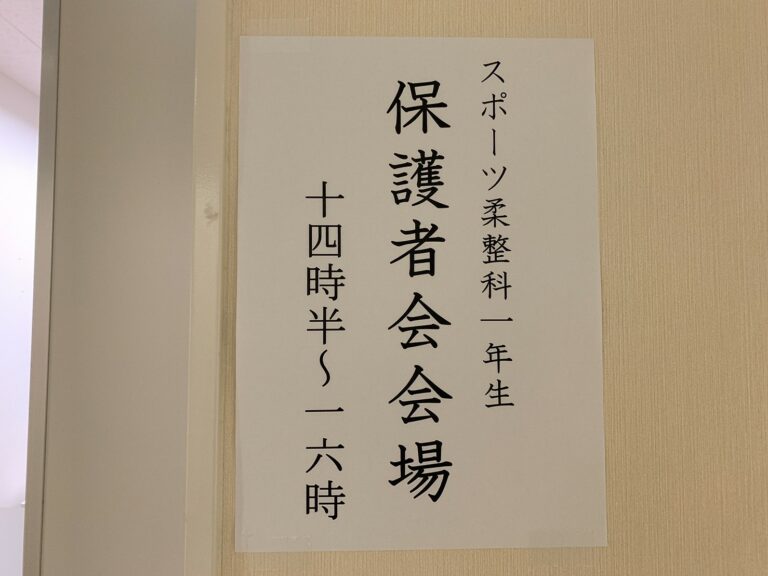 スポーツ柔整科一年生
保護者会会場
十四時半～一六時